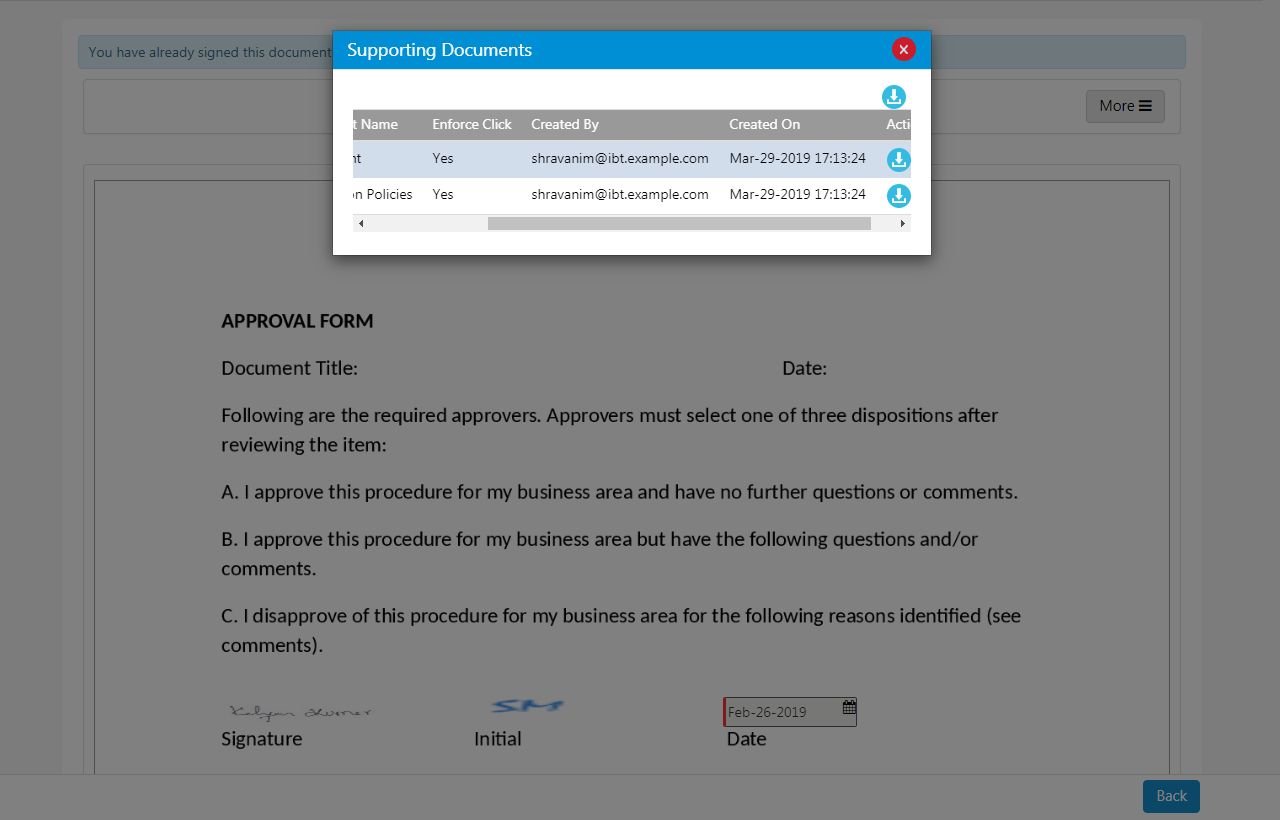 You have already signed this document
Supporting Documents
More
t Name Enforce Click Created By Created On Acti
nt Yes shravanim@ibt.example.com Mar-29-2019 17:13:24
on Policies Yes shravanim@ibt.example.com Mar-29-2019 17:13:24
APPROVAL FORM
Document Title: Date:
Following are the required approvers. Approvers must select one of three dispositions after
reviewing the item:
A. I approve this procedure for my business area and have no further questions or comments.
B. I approve this procedure for my business area but have the following questions and/or
comments.
C. I disapprove of this procedure for my business area for the following reasons identified (see
comments).
Feb-26-2019
Signature Initial Date
Back